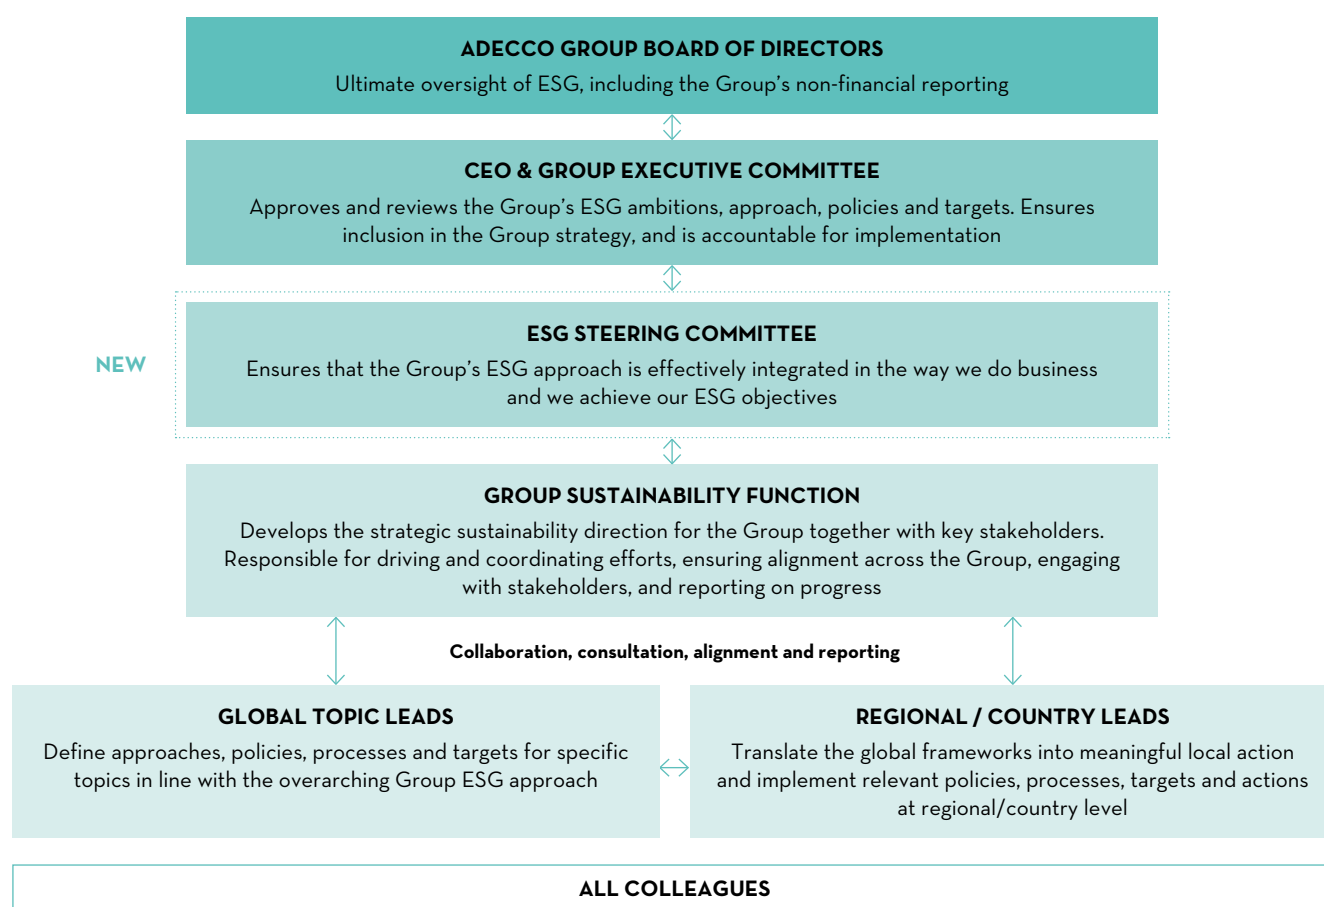 ADECCO GROUP BOARD OF DIRECTORS
Ultimate oversight of ESG, including the Group's non-financial reporting
CEO & GROUP EXECUTIVE COMMITTEE
Approves and reviews the Group's ESG ambitions, approach, policies and targets. Ensures
inclusion in the Group strategy, and is accountable for implementation
NEW
ESG STEERING COMMITTEE
Ensures that the Group's ESG approach is effectively integrated in the way we do business
and we achieve our ESG objectives
GROUP SUSTAINABILITY FUNCTION
Develops the strategic sustainability direction for the Group together with key stakeholders.
Responsible for driving and coordinating efforts, ensuring alignment across the Group, engaging
with stakeholders, and reporting on progress
Collaboration, consultation, alignment and reporting
GLOBAL TOPIC LEADS
Define approaches, policies, processes and targets for specific
topics in line with the overarching Group ESG approach
REGIONAL / COUNTRY LEADS
Translate the global frameworks into meaningful local action
and implement relevant policies, processes, targets and actions
at regional/country level
ALL COLLEAGUES